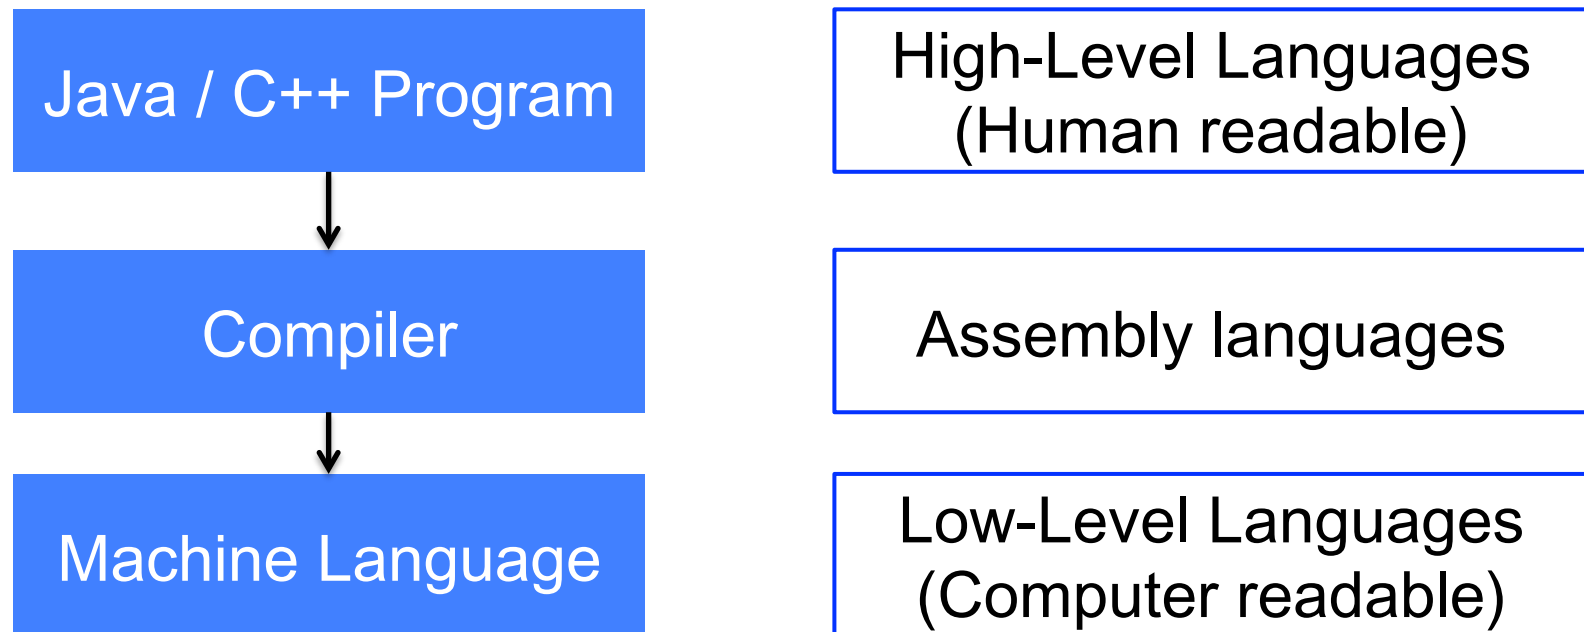 Java / C++ Program
High-Level Languages
(Human readable)
Compiler
Assembly languages
Machine Language
Low-Level Languages
(Computer readable)